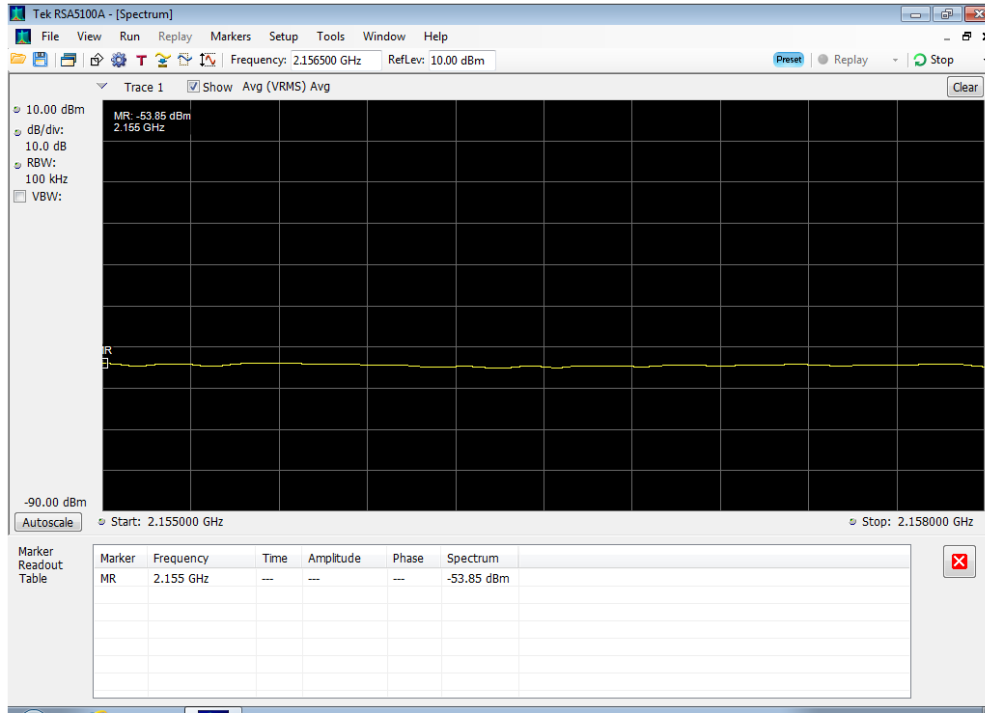 Tek RSA5100A - [Spectrum]
File View Run Replay Markers Setup Tools Window Help
T Frequency: 2.156500 GHz RefLev: 10.00 dBm Preset Replay Stop
Trace 1 Show Avg (VRMS) Avg Clear
10.00 dBm
dB/div:
10.0 dB
RBW:
100 kHz
VBW:
MR: -53.85 dBm
2.155 GHz
MR
-90.00 dBm
Autoscale Start: 2.155000 GHz Stop: 2.158000 GHz
Marker
Readout
Table
Marker Frequency Time Amplitude Phase Spectrum
MR 2.155 GHz --- --- --- -53.85 dBm